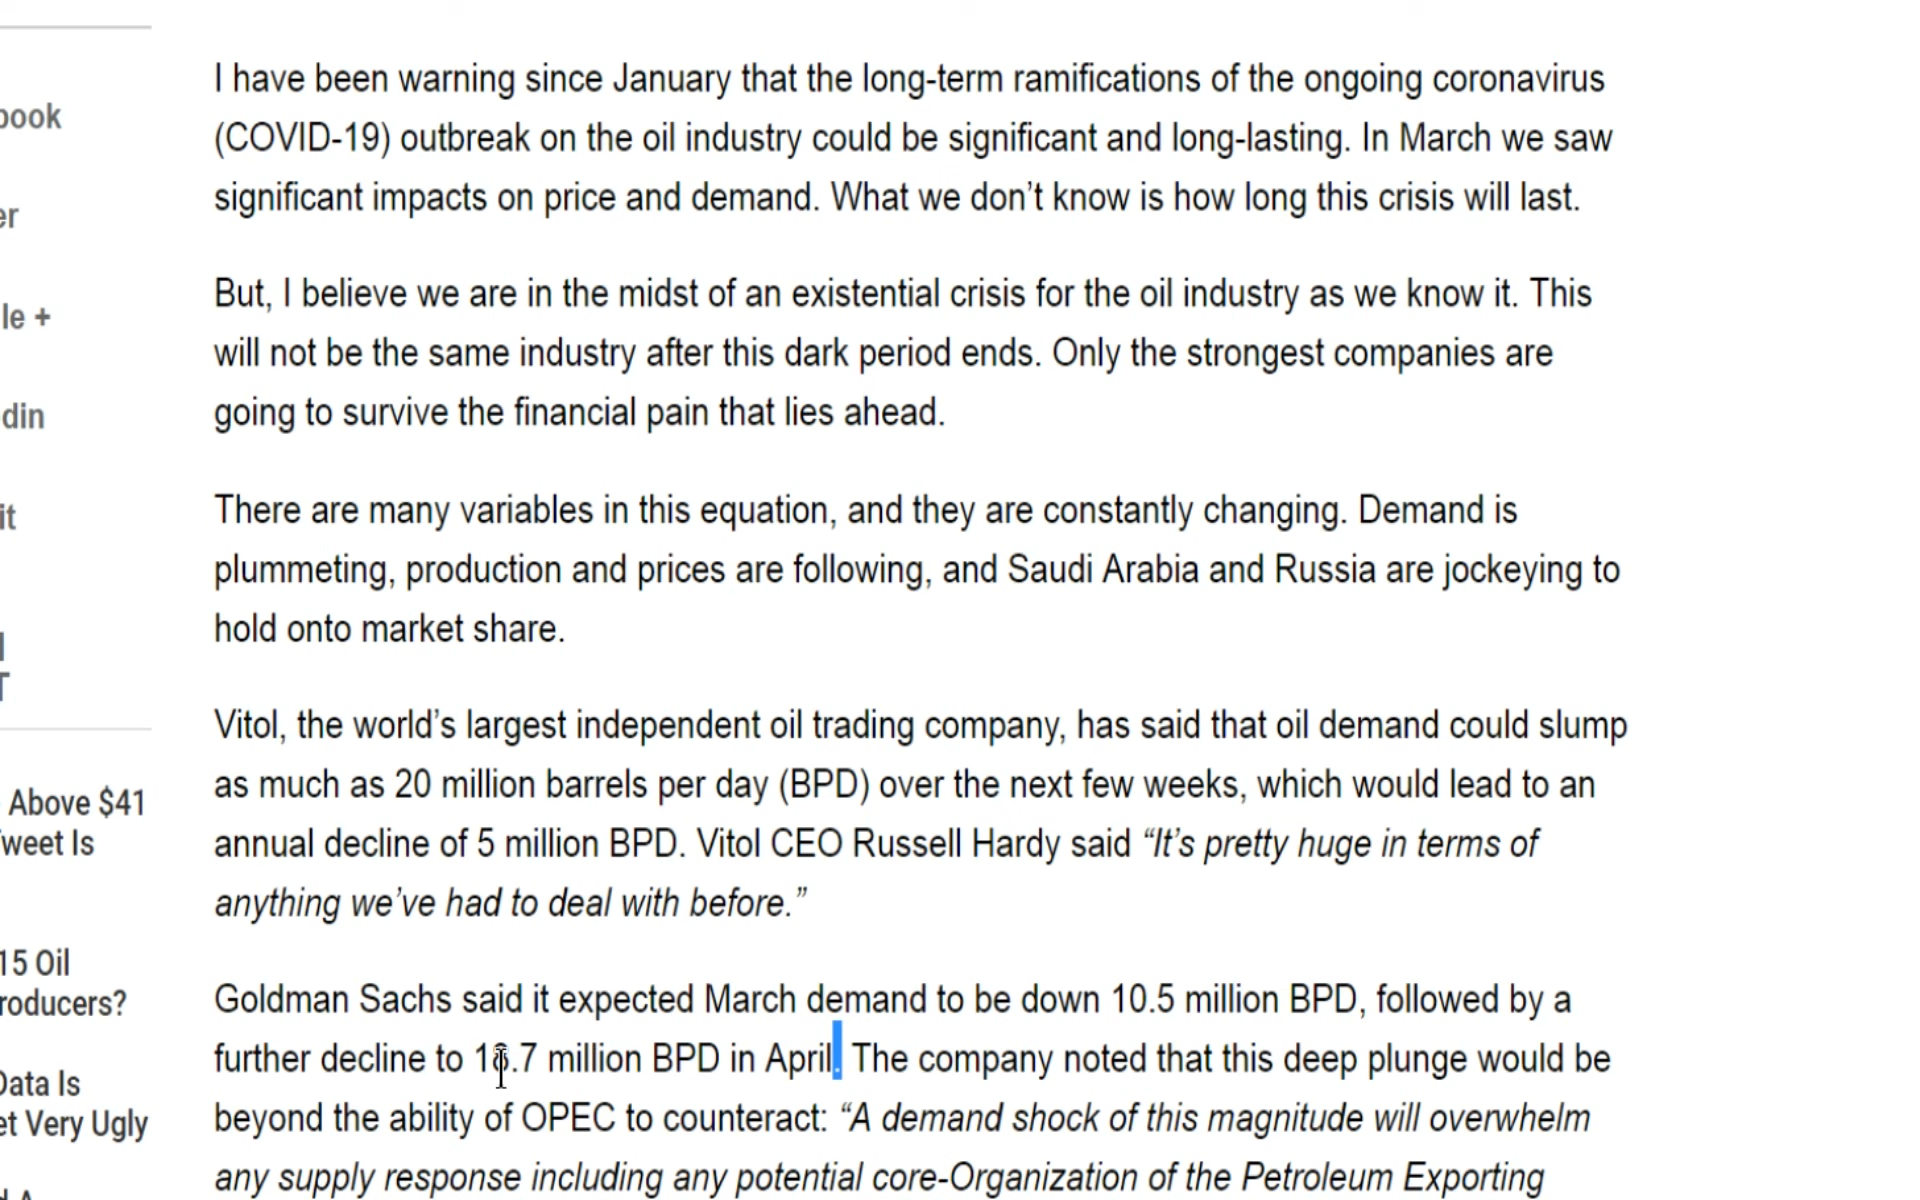 I have been warning since January that the long-term ramifications of the ongoing coronavirus
(COVID-19) outbreak on the oil industry could be significant and long-lasting. In March we saw
significant impacts on price and demand. What we don’t know is how long this crisis will last.
But, I believe we are in the midst of an existential crisis for the oil industry as we know it. This
will not be the same industry after this dark period ends. Only the strongest companies are
going to survive the financial pain that lies ahead.
There are many variables in this equation, and they are constantly changing. Demand is
plummeting, production and prices are following, and Saudi Arabia and Russia are jockeying to
hold onto market share.
Vitol, the world’s largest independent oil trading company, has said that oil demand could slump
as much as 20 million barrels per day (BPD) over the next few weeks, which would lead to an
annual decline of 5 million BPD. Vitol CEO Russell Hardy said “It’s pretty huge in terms of
anything we’ve had to deal with before.”
Goldman Sachs said it expected March demand to be down 10.5 million BPD, followed by a
further decline to million BPD in April. The company noted that this deep plunge would be
beyond the ability of OPEC to counteract: “A demand shock of this magnitude will overwhelm
any supply response including any potential core-Organization of the Petroleum Exporting
book
er
le +
din
it
Above $41
weet Is
15 Oil
roducers?
Data Is
et Very Ugly